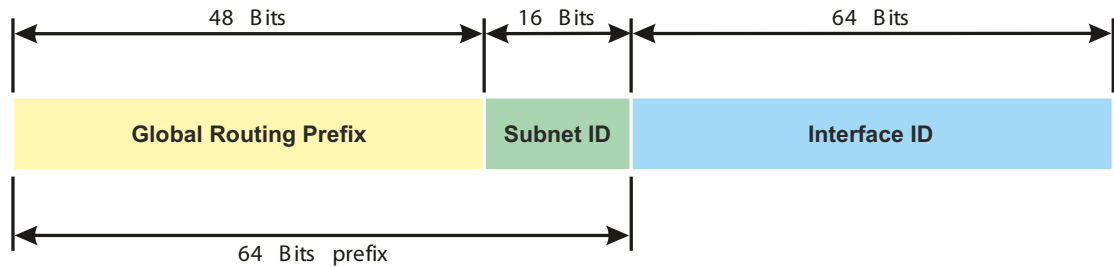 48 Bits
16 Bits
64 Bits
Global Routing Prefix
Subnet ID
Interface ID
64 Bits prefix